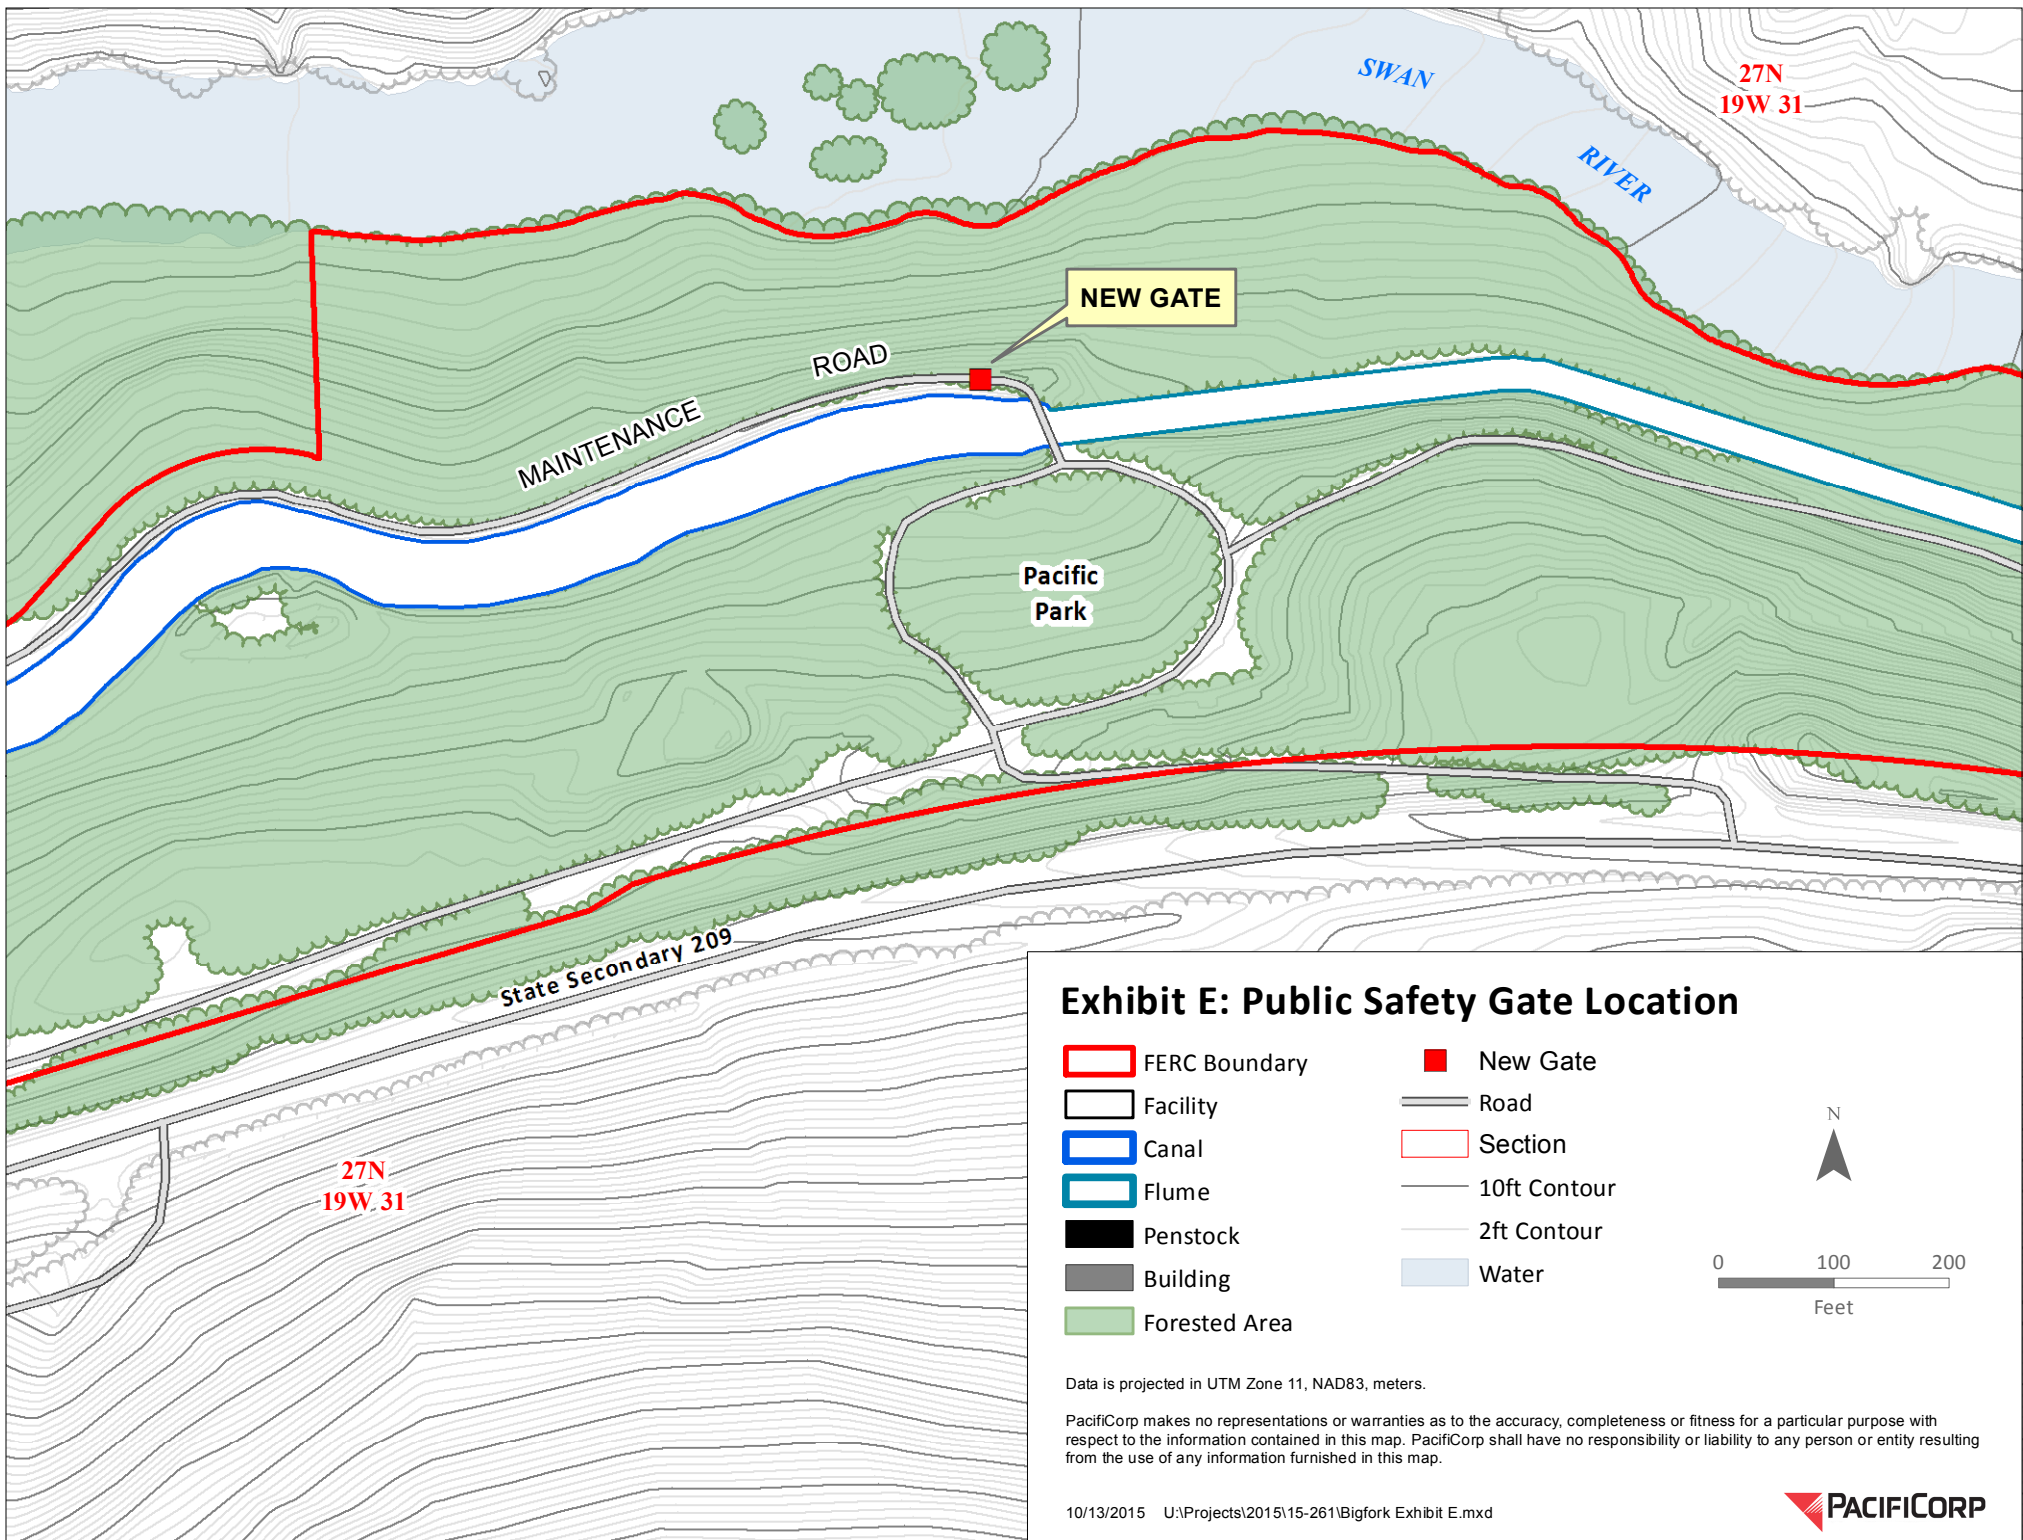 SWAN
RIVER
27N
19W 31
NEW GATE
MAINTENANCE ROAD
Pacific
Park
State Secondary 209
27N
19W 31
Exhibit E: Public Safety Gate Location
FERC Boundary
Facility
Canal
Flume
Penstock
Building
Forested Area
New Gate
Road
Section
10ft Contour
2ft Contour
Water
N
0 100 200
Feet
Data is projected in UTM Zone 11, NAD83, meters.
PacifiCorp makes no representations or warranties as to the accuracy, completeness or fitness for a particular purpose with
respect to the information contained in this map. PacifiCorp shall have no responsibility or liability to any person or entity resulting
from the use of any information furnished in this map.
10/13/2015 U:\Projects\2015\15-261\Bigfork Exhibit E.mxd
PACIFICORP